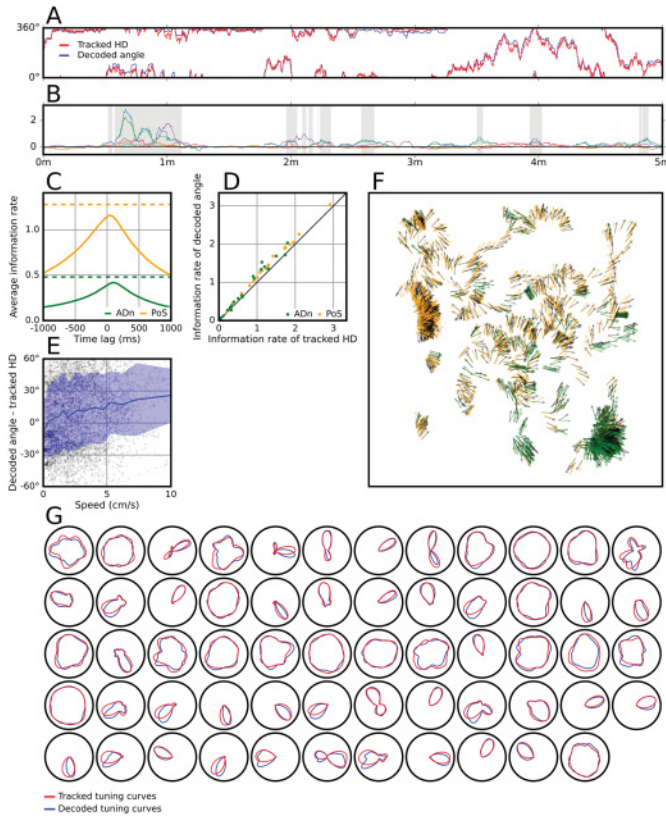 A
360°
Tracked HD
Decoded angle
0°
B
2
0
0m 1m 2m 3m 4m 5m
C
Average information rate
1.0
0.5
0.0
-1000 -500 0 500 1000
Time lag (ms)
ADn PoS
D
Information rate of decoded angle
3
2
1
0
0 1 2 3
Information rate of tracked HD
ADn PoS
E
Decoded angle - tracked HD
60°
30°
0°
-30°
-60°
0 5 10
Speed (cm/s)
F
G
Tracked tuning curves
Decoded tuning curves